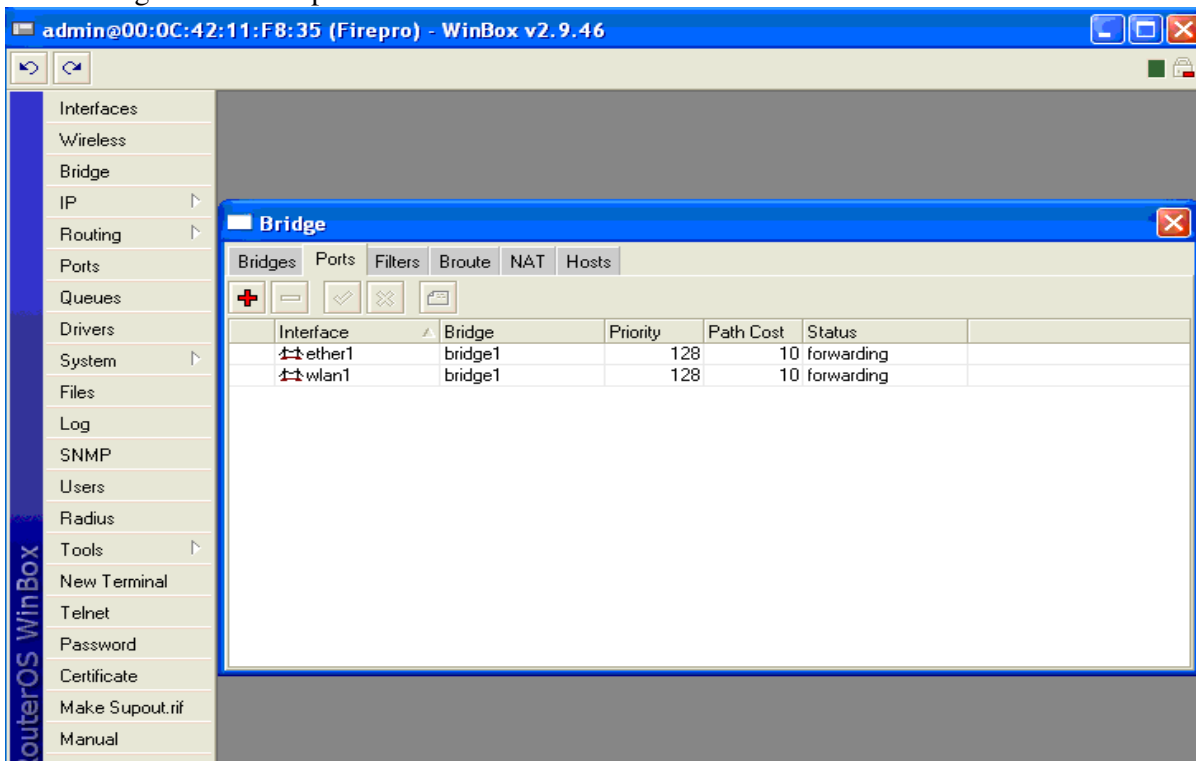 admin@00:0C:42:11:F8:35 (Firepro) - WinBox v2.9.46
Interfaces
Wireless
Bridge
IP
Routing
Ports
Queues
Drivers
System
Files
Log
SNMP
Users
Radius
Tools
New Terminal
Telnet
Password
Certificate
Make Supout.rif
Manual
RouterOS WinBox
Bridge
Bridges Ports Filters Broute NAT Hosts
Interface Bridge Priority Path Cost Status
ether1 bridge1 128 10 forwarding
wlan1 bridge1 128 10 forwarding